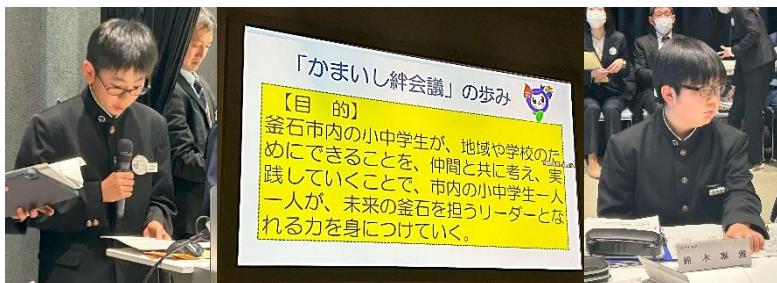 「かまいし絆会議」の歩み
【目　的】
釜石市内の小中学生が、地域や学校のた
めにできることを、仲間と共に考え、実
践していくことで、市内の小中学生一人
一人が、未来の釜石を担うリーダーとな
れる力を身につけていく。
鈴木